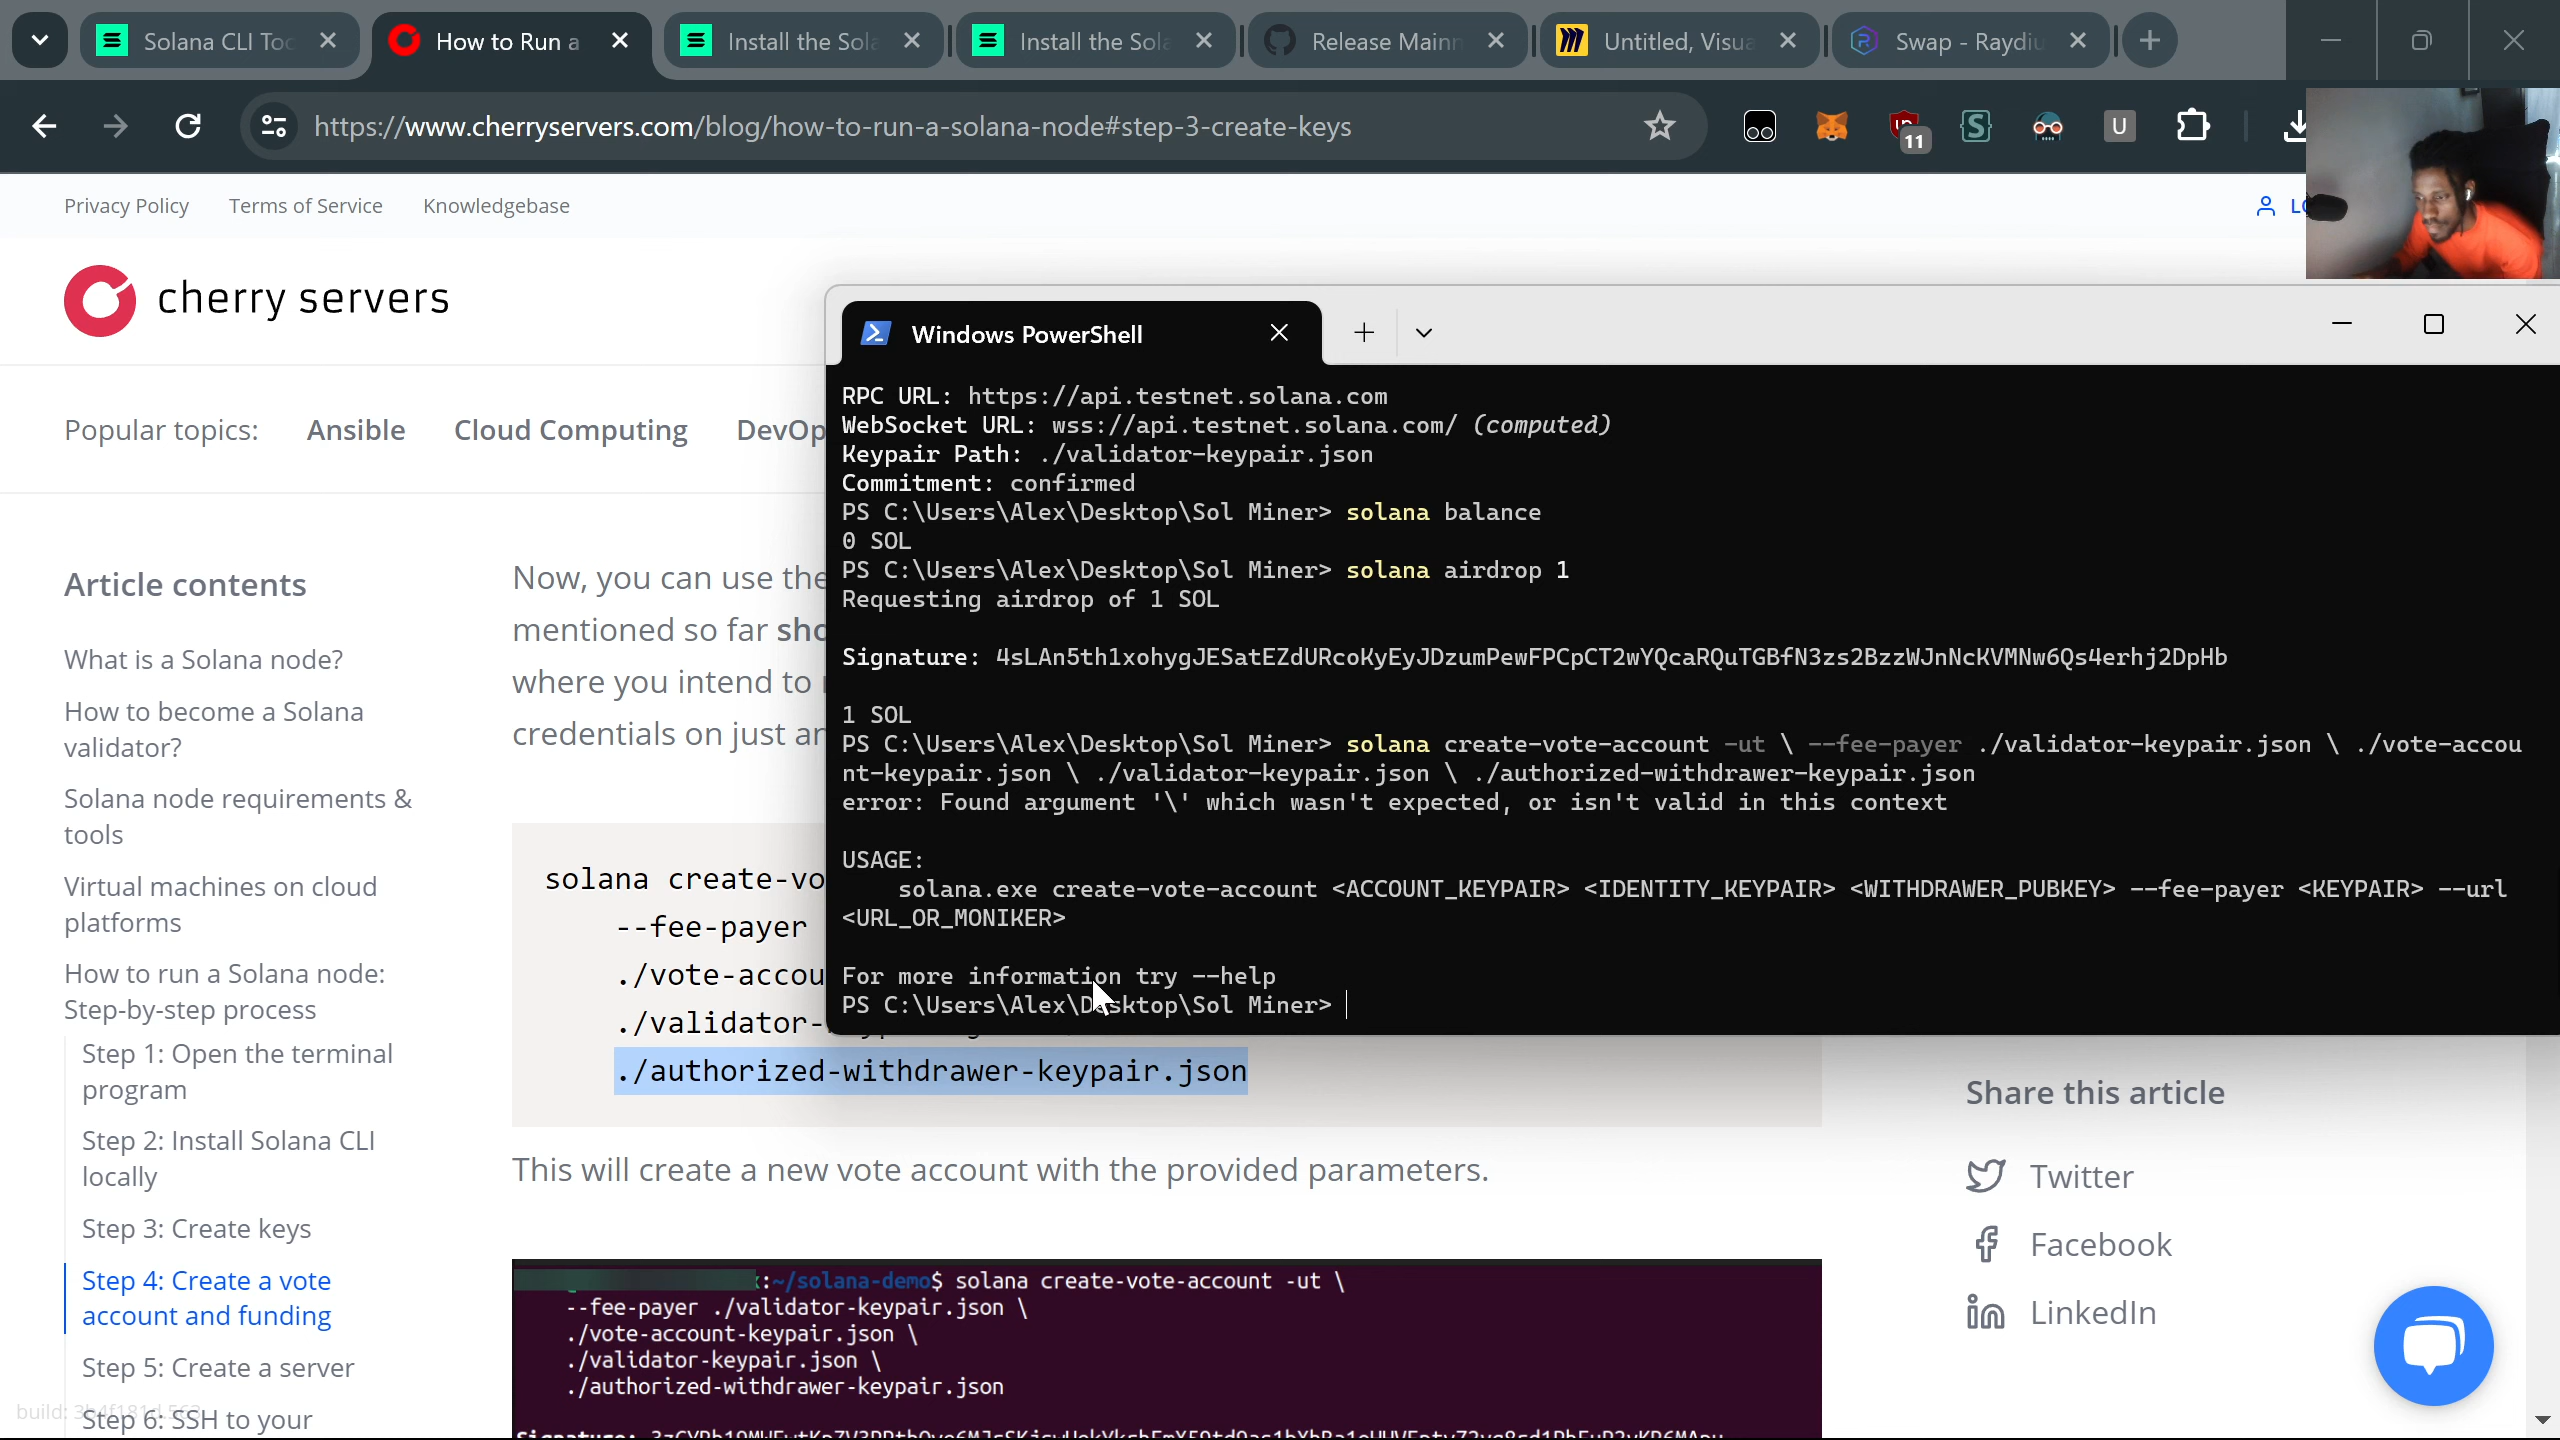 Solana CLI Too
How to Run a
Install the Sola
Install the Sola
Release Mainn
Untitled, Visua
Swap - Raydiu
https://www.cherryservers.com/blog/how-to-run-a-solana-node#step-3-create-keys
11
U
Privacy Policy
Terms of Service
Knowledgebase
cherry servers
Popular topics:
Ansible
Cloud Computing
DevOp
Article contents
What is a Solana node?
How to become a Solana
validator?
Solana node requirements &
tools
Virtual machines on cloud
platforms
How to run a Solana node:
Step-by-step process
Step 1: Open the terminal
program
Step 2: Install Solana CLI
locally
Step 3: Create keys
Step 4: Create a vote
account and funding
Step 5: Create a server
Step 6: SSH to your
Now, you can use the
mentioned so far sho
where you intend to
credentials on just an
solana create-vo
--fee-payer
./vote-accou
./validator-
./authorized-withdrawer-keypair.json
This will create a new vote account with the provided parameters.
:~/solana-demo$ solana create-vote-account -ut \
--fee-payer ./validator-keypair.json \
./vote-account-keypair.json \
./validator-keypair.json \
./authorized-withdrawer-keypair.json
Windows PowerShell
RPC URL: https://api.testnet.solana.com
WebSocket URL: wss://api.testnet.solana.com/ (computed)
Keypair Path: ./validator-keypair.json
Commitment: confirmed
PS C:\Users\Alex\Desktop\Sol Miner> solana balance
0 SOL
PS C:\Users\Alex\Desktop\Sol Miner> solana airdrop 1
Requesting airdrop of 1 SOL
Signature: 4sLAn5th1xohygJESatEZdURcoKyEyJDzumPewFPCpCT2wYQcaRQuTGBfN3zs2BzzWJnNcKVMNw6Qs4erhj2DpHb
1 SOL
PS C:\Users\Alex\Desktop\Sol Miner> solana create-vote-account -ut \ --fee-payer ./validator-keypair.json \ ./vote-accou
nt-keypair.json \ ./validator-keypair.json \ ./authorized-withdrawer-keypair.json
error: Found argument '\' which wasn't expected, or isn't valid in this context
USAGE:
solana.exe create-vote-account <ACCOUNT_KEYPAIR> <IDENTITY_KEYPAIR> <WITHDRAWER_PUBKEY> --fee-payer <KEYPAIR> --url
<URL_OR_MONIKER>
For more information try --help
PS C:\Users\Alex\Desktop\Sol Miner>
Share this article
Twitter
Facebook
LinkedIn